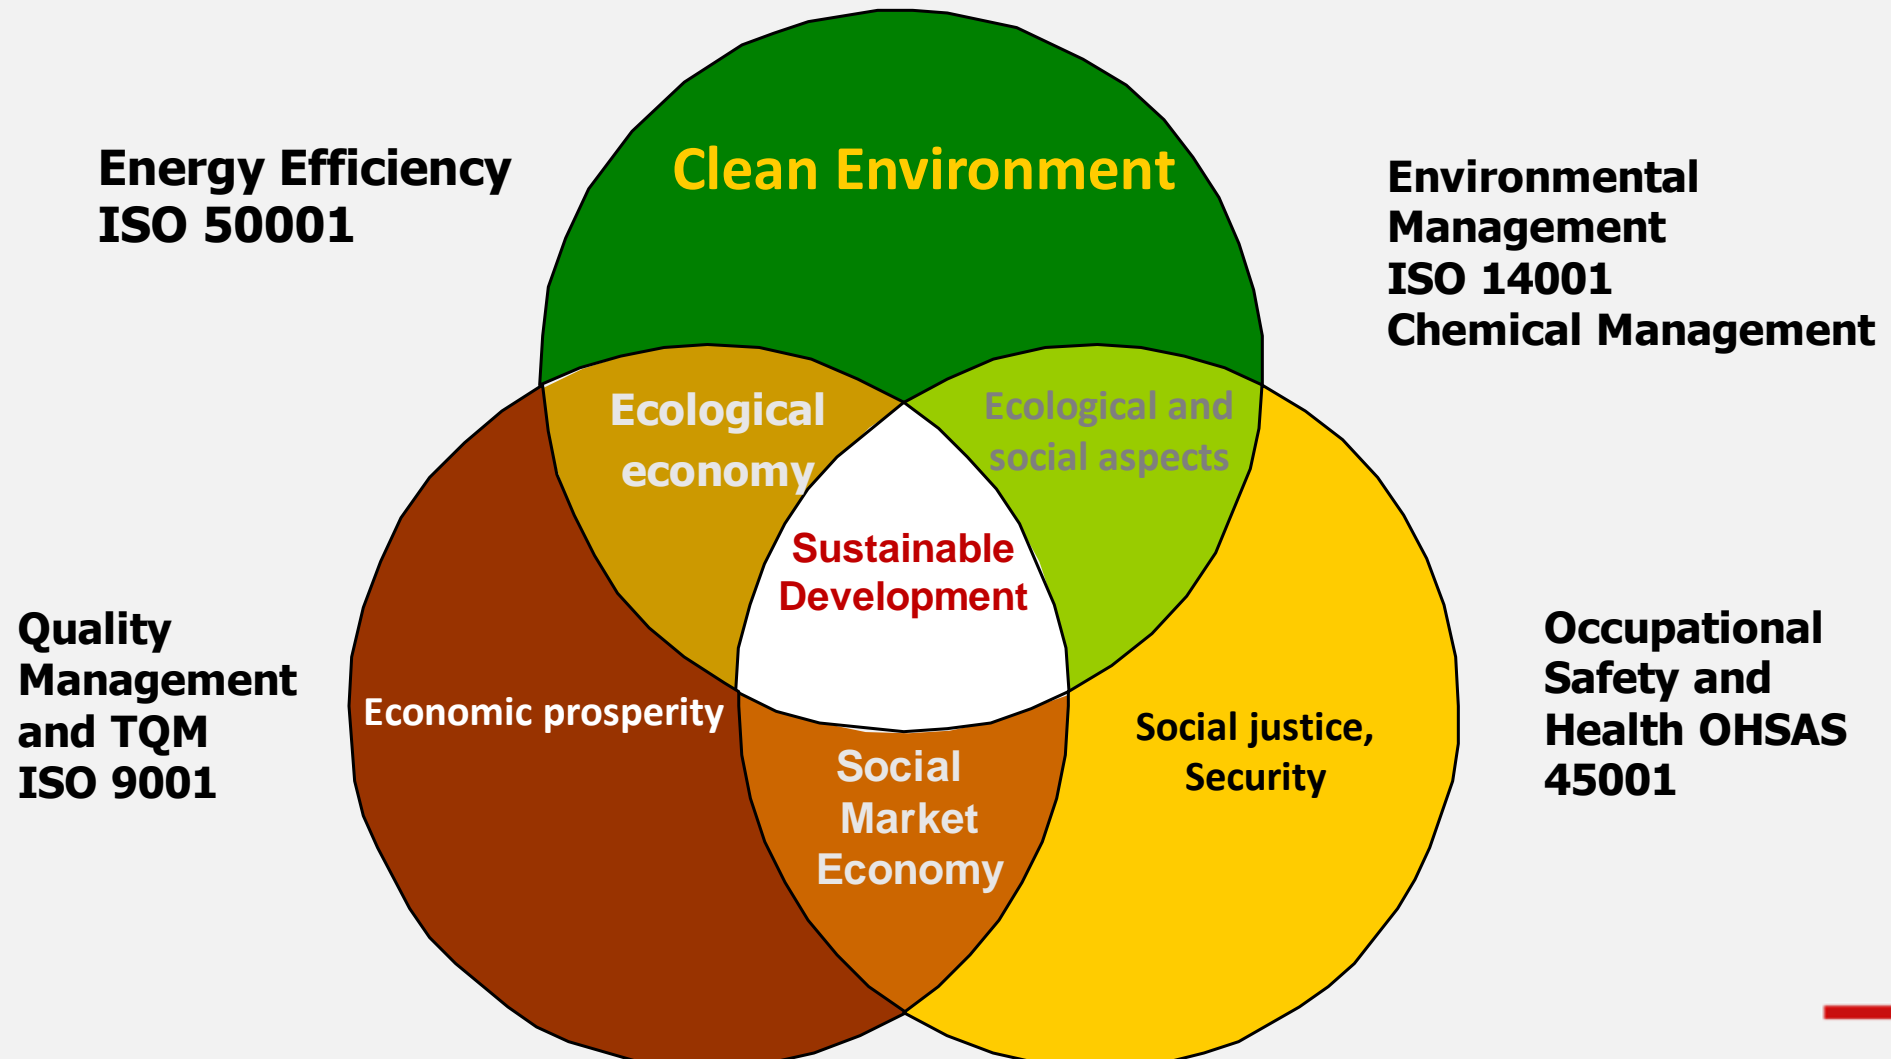 Clean Environment
Energy Efficiency
ISO 50001
Environmental
Management
ISO 14001
Chemical Management
Ecological
economy
Ecological and
social aspects
Sustainable
Development
Quality
Management
and TQM
ISO 9001
Economic prosperity
Social justice,
Security
Occupational
Safety and
Health OHSAS
45001
Social
Market
Economy